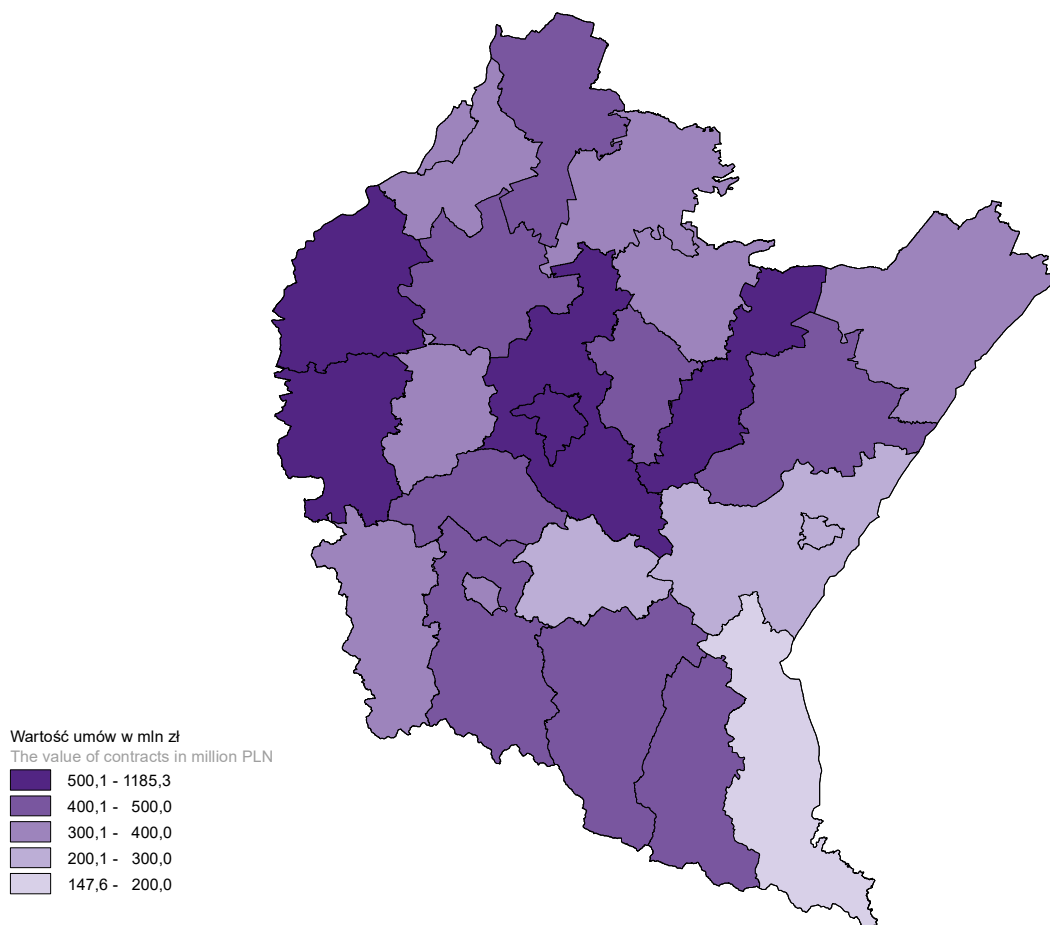 Wartość umów w mln zł
The value of contracts in million PLN
500,1 - 1185,3
400,1 - 500,0
300,1 - 400,0
200,1 - 300,0
147,6 - 200,0